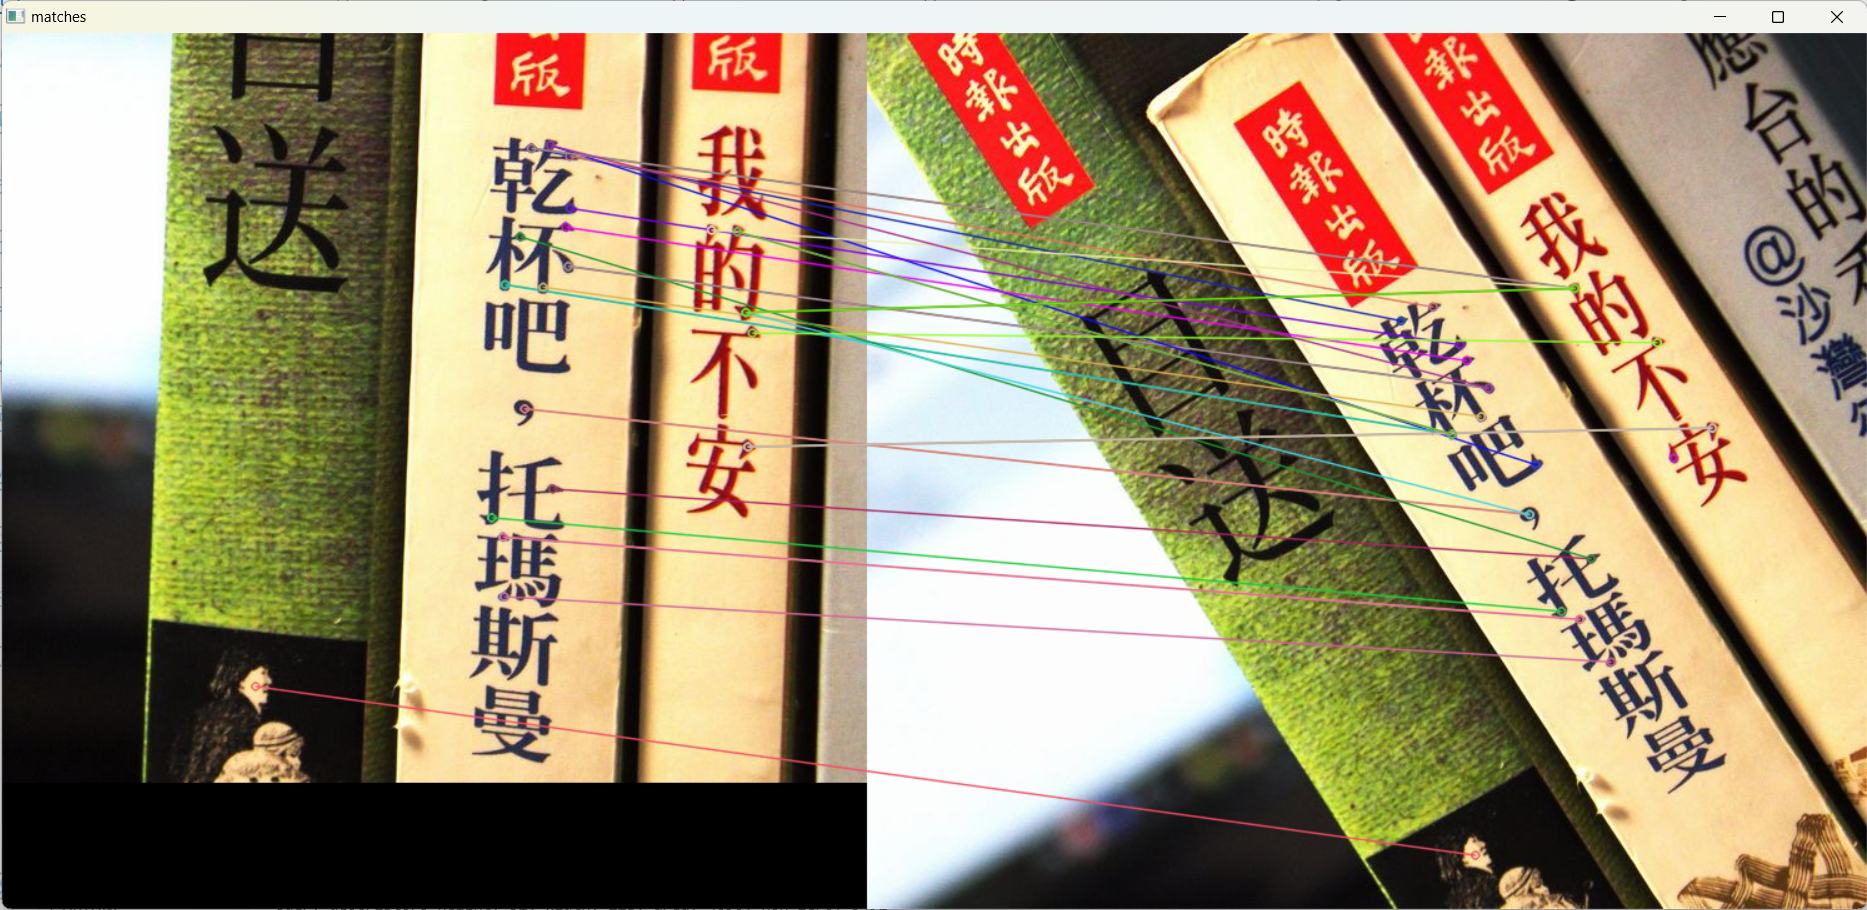 matches
送
版
乾杯吧，托瑪斯曼
版
我的不安
時報出版
目送
時報出版
乾杯吧，托瑪斯曼
報出版
我的不安
應台的
@沙灣